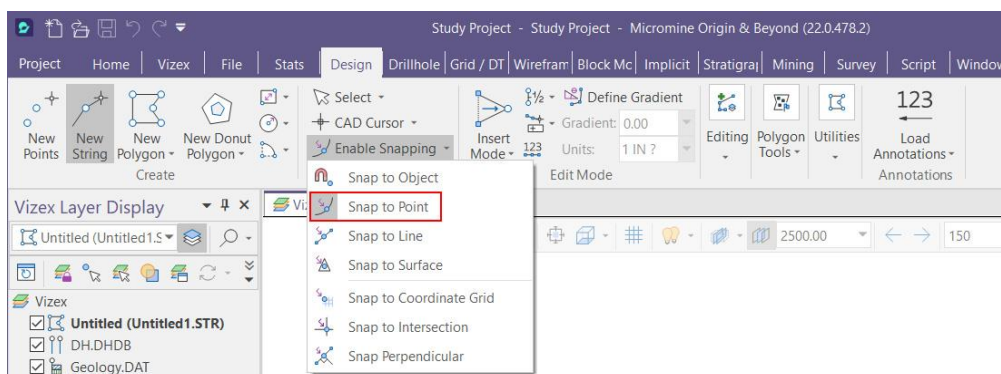 Study Project - Study Project - Micromine Origin & Beyond (22.0.478.2)
Project Home Vizex File Stats Design Drillhole Grid / DT Wirefram Block Mc Implicit Stratigra Mining Survey Script Window
Select
CAD Cursor
Enable Snapping
New Points
New String
New Polygon
New Donut Polygon
Create
Insert Mode
½
123
Define Gradient
Gradient: 0.00
Units: 1 IN ?
Edit Mode
Editing
Polygon Tools
Utilities
123
Load Annotations
Annotations
Snap to Object
Snap to Point
Snap to Line
Snap to Surface
Snap to Coordinate Grid
Snap to Intersection
Snap Perpendicular
Vizex Layer Display
Vi
Untitled (Untitled1.S
2500.00
150
Vizex
Untitled (Untitled1.STR)
DH.DHDB
Geology.DAT